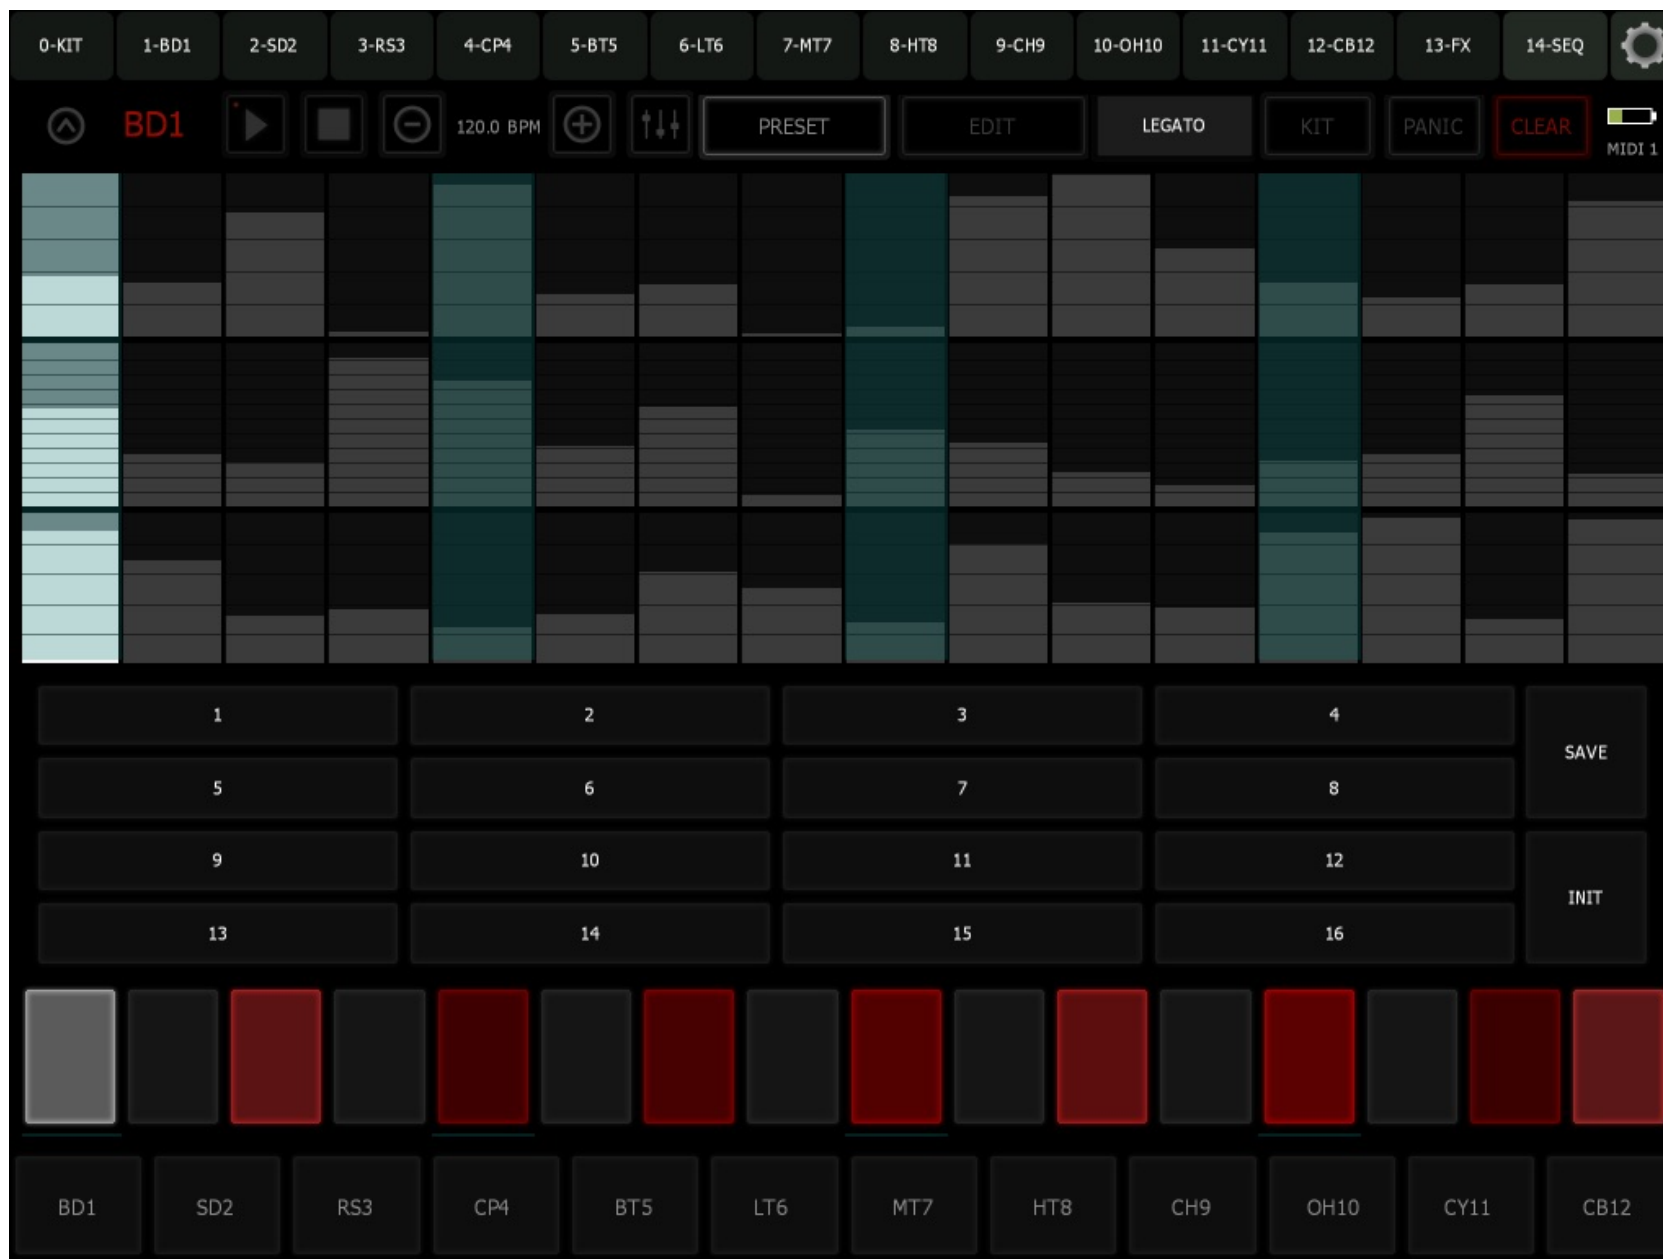 0-KIT 1-BD1 2-SD2 3-RS3 4-CP4 5-BT5 6-LT6 7-MT7 8-HT8 9-CH9 10-OH10 11-CY11 12-CB12 13-FX 14-SEQ
BD1 120.0 BPM PRESET EDIT LEGATO KIT PANIC CLEAR
MIDI 1
1 2 3 4
SAVE
5 6 7 8
9 10 11 12
INIT
13 14 15 16
BD1 SD2 RS3 CP4 BT5 LT6 MT7 HT8 CH9 OH10 CY11 CB12